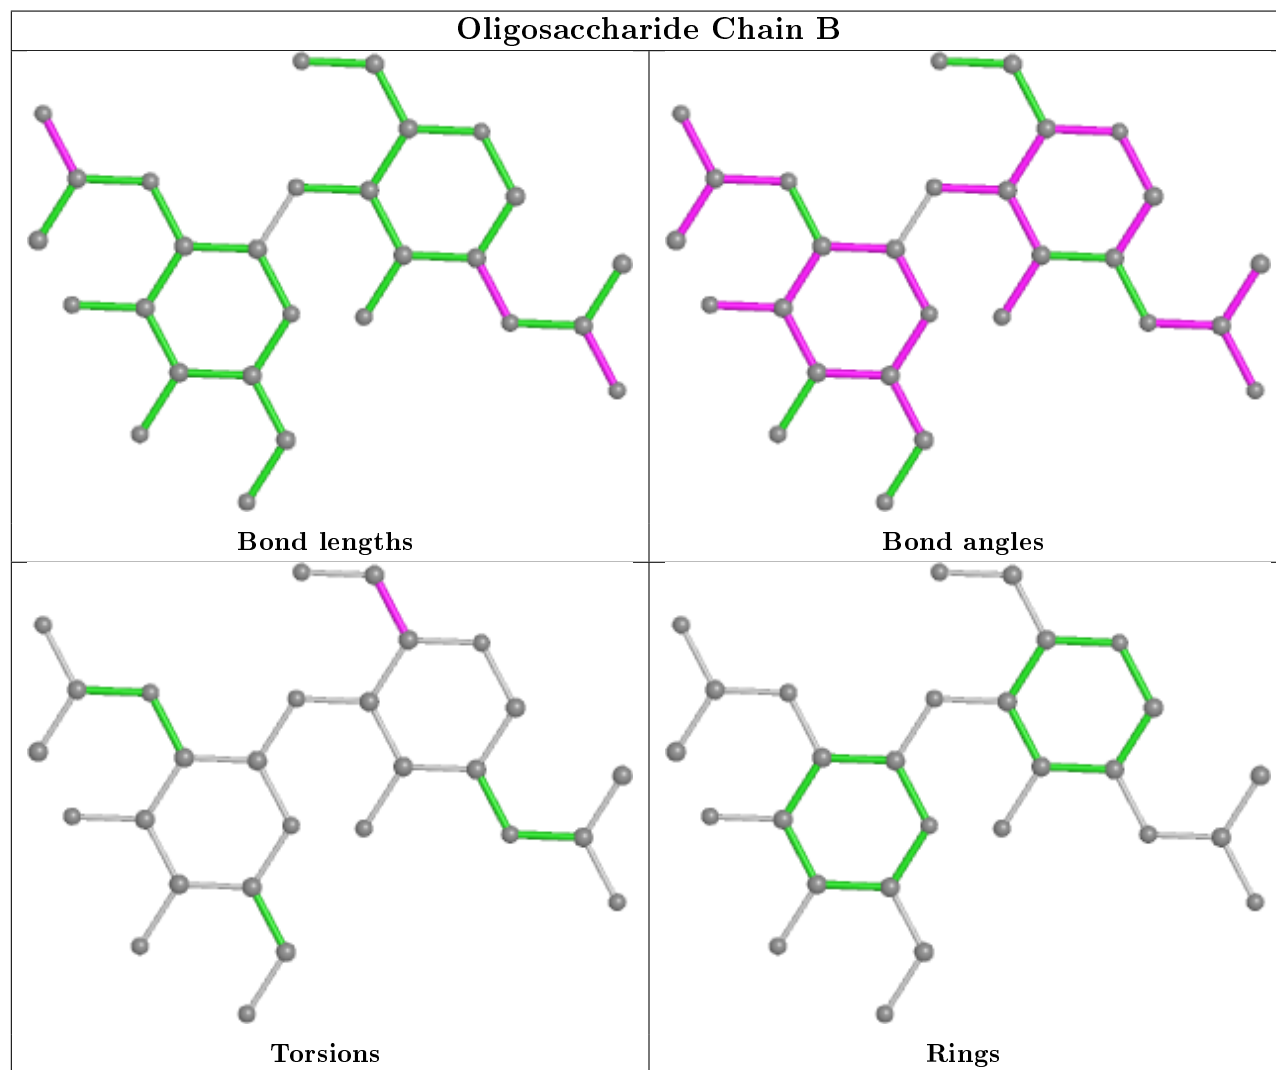 Oligosaccharide Chain B
Bond lengths
Bond angles
Torsions
Rings